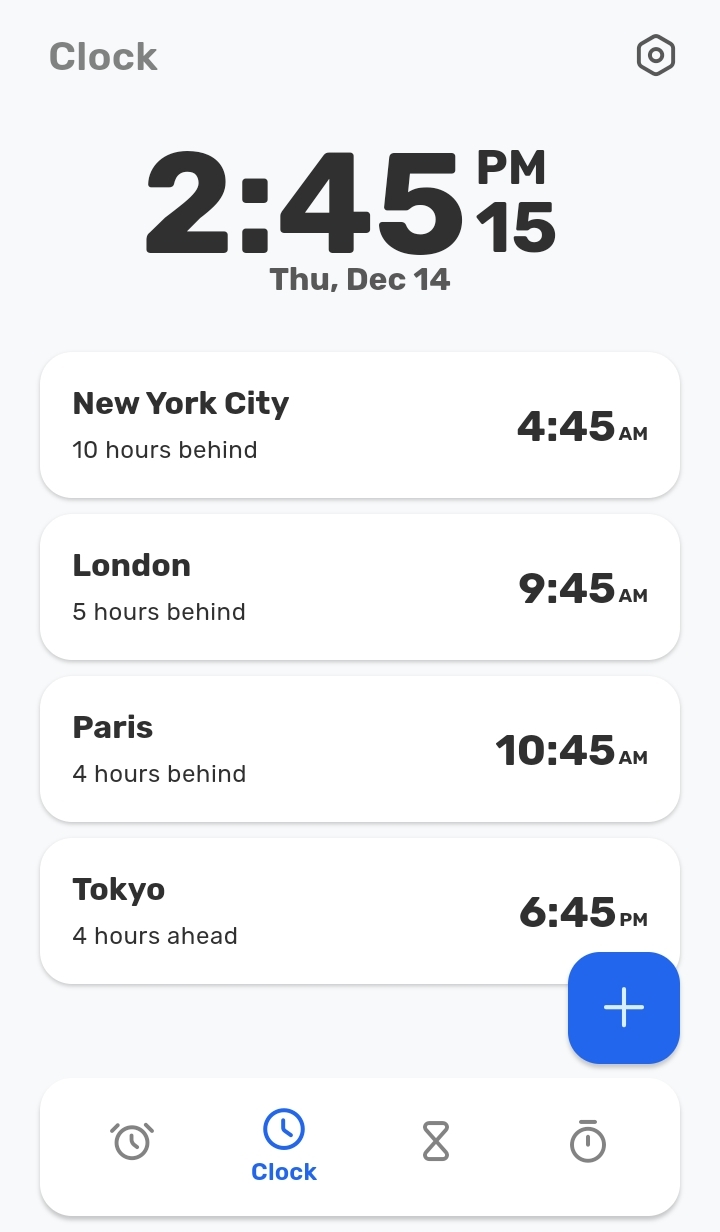 Clock
2:45 PM
15
Thu, Dec 14
New York City
10 hours behind
4:45 AM
London
5 hours behind
9:45 AM
Paris
4 hours behind
10:45 AM
Tokyo
4 hours ahead
6:45 PM
Clock